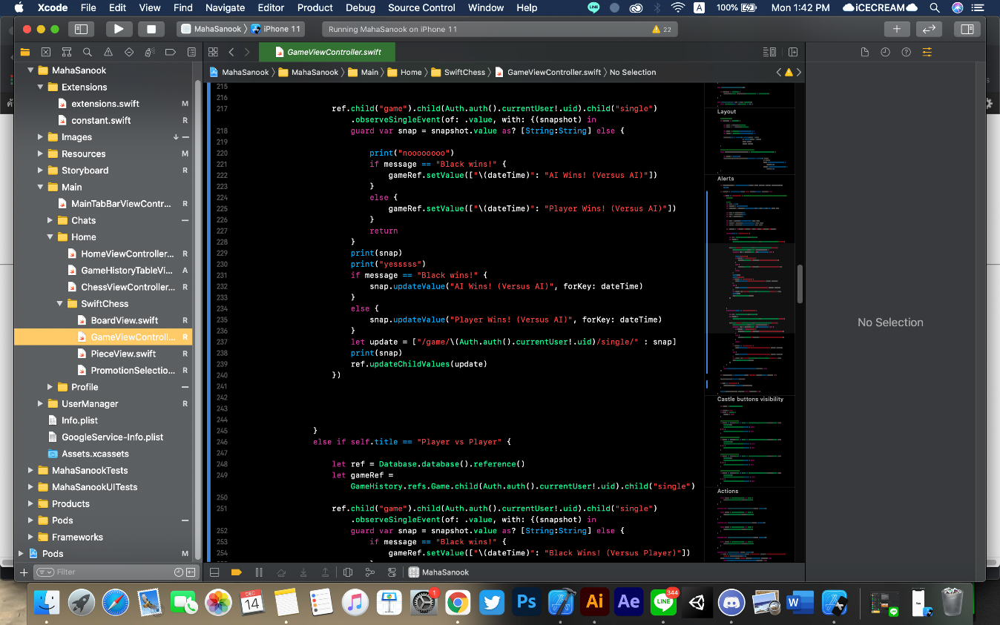 Xcode File Edit View Find Navigate Editor Product Debug Source Control Window Help LINE A 100% Mon 1:42 PM ☁iCECREAM☁
MahaSanook 〉 iPhone 11
Running MahaSanook on iPhone 11
22
GameViewController.swift
MahaSanook 〉 MahaSanook 〉 Main 〉 Home 〉 SwiftChess 〉 GameViewController.swift 〉 No Selection
MahaSanook
Extensions
extensions.swift M
constant.swift M
Images
Resources M
Storyboard R
Main
MainTabBarViewContr... R
Chats
Home
HomeViewController... R
GameHistoryTableVi... A
ChessViewController... R
SwiftChess
BoardView.swift R
GameViewControll... R
PieceView.swift R
PromotionSelectio... R
Profile
UserManager R
Info.plist
GoogleService-Info.plist
Assets.xcassets
MahaSanookTests
MahaSanookUITests
Products
Pods
Frameworks
Pods M
Filter
215
216
217 ref.child("game").child(Auth.auth().currentUser!.uid).child("single")
.observeSingleEvent(of: .value, with: {(snapshot) in
218 guard var snap = snapshot.value as? [String:String] else {
219
220 print("nooooooooo")
221 if message == "Black wins!" {
222 gameRef.setValue(["\(dateTime)": "AI Wins! (Versus AI)"])
223 }
224 else {
225 gameRef.setValue(["\(dateTime)": "Player Wins! (Versus AI)"])
226 }
227 return
228 }
229 print(snap)
230 print("yesssss")
231 if message == "Black wins!" {
232 snap.updateValue("AI Wins! (Versus AI)", forKey: dateTime)
233 }
234 else {
235 snap.updateValue("Player Wins! (Versus AI)", forKey: dateTime)
236 }
237 let update = ["/game/\(Auth.auth().currentUser!.uid)/single/" : snap]
238 print(snap)
239 ref.updateChildValues(update)
240 })
241
242
243
244
245 }
246 else if self.title == "Player vs Player" {
247
248 let ref = Database.database().reference()
249 let gameRef =
GameHistory.refs.Game.child(Auth.auth().currentUser!.uid).child("single")
250
251 ref.child("game").child(Auth.auth().currentUser!.uid).child("single")
.observeSingleEvent(of: .value, with: {(snapshot) in
252 guard var snap = snapshot.value as? [String:String] else {
253 if message == "Black wins!" {
254 gameRef.setValue(["\(dateTime)": "Black Wins! (Versus Player)"])
MahaSanook
Layout
Alerts
Castle buttons visibility
Actions
No Selection
DEC
14
1
Ps
Ai
Ae
LINE
344
W